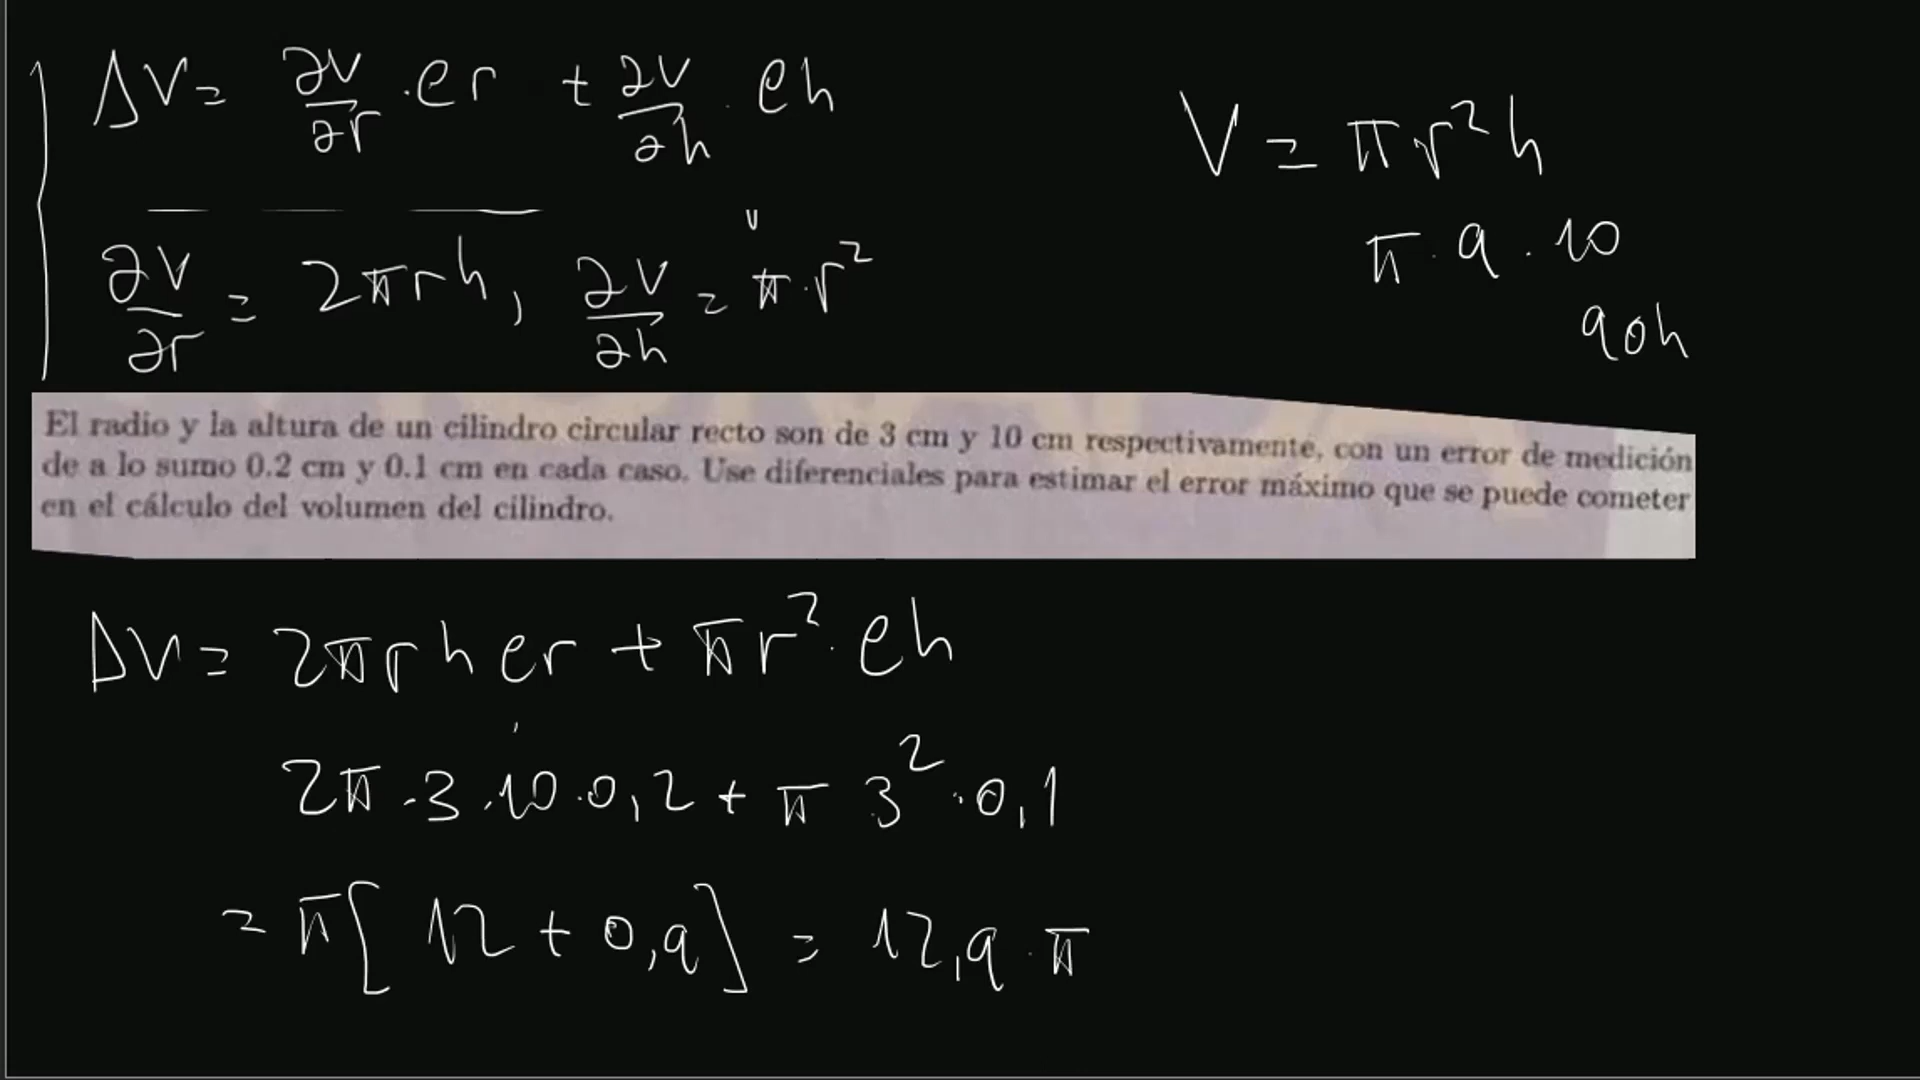 ΔV = ∂V/∂r · er + ∂V/∂h · eh
V = πr²h
π · 9 · 10
90π
∂V/∂r = 2πrh, ∂V/∂h = π · r²
El radio y la altura de un cilindro circular recto son de 3 cm y 10 cm respectivamente, con un error de medición
de a lo sumo 0.2 cm y 0.1 cm en cada caso. Use diferenciales para estimar el error máximo que se puede cometer
en el cálculo del volumen del cilindro.
ΔV = 2πrh er + πr² · eh
2π · 3 · 10 · 0,2 + π 3² · 0,1
= π[12 + 0,9] = 12,9 · π